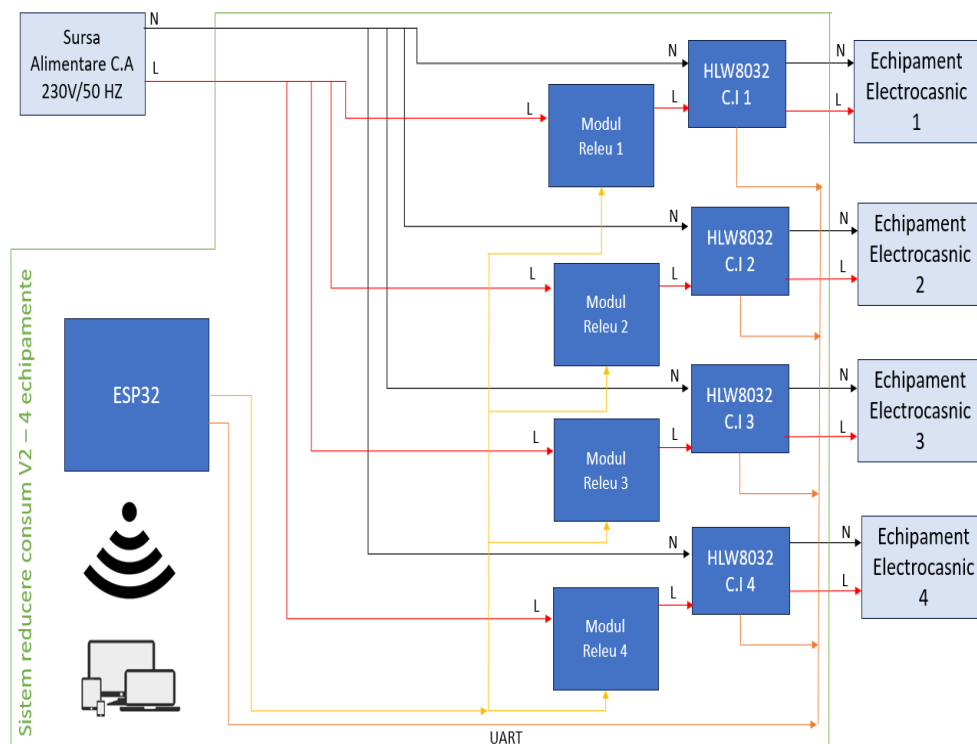 Sursa
Alimentare C.A
230V/50 HZ
N
L
N
L
L
Modul
Releu 1
HLW8032
C.I 1
N
L
Echipament
Electrocasnic
1
N
L
L
Modul
Releu 2
HLW8032
C.I 2
N
L
Echipament
Electrocasnic
2
N
L
L
Modul
Releu 3
HLW8032
C.I 3
N
L
Echipament
Electrocasnic
3
N
L
L
Modul
Releu 4
HLW8032
C.I 4
N
L
Echipament
Electrocasnic
4
Sistem reducere consum V2 – 4 echipamente
ESP32
UART